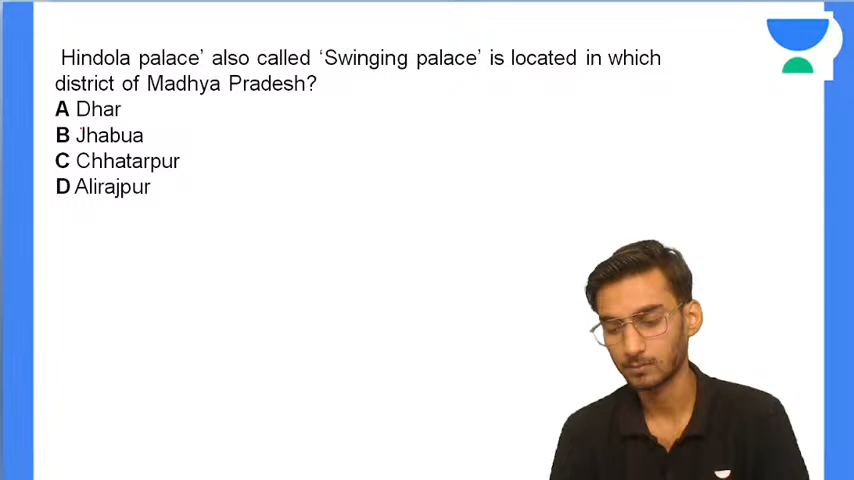 Hindola palace’ also called ‘Swinging palace’ is located in which
district of Madhya Pradesh?
A Dhar
B Jhabua
C Chhatarpur
D Alirajpur